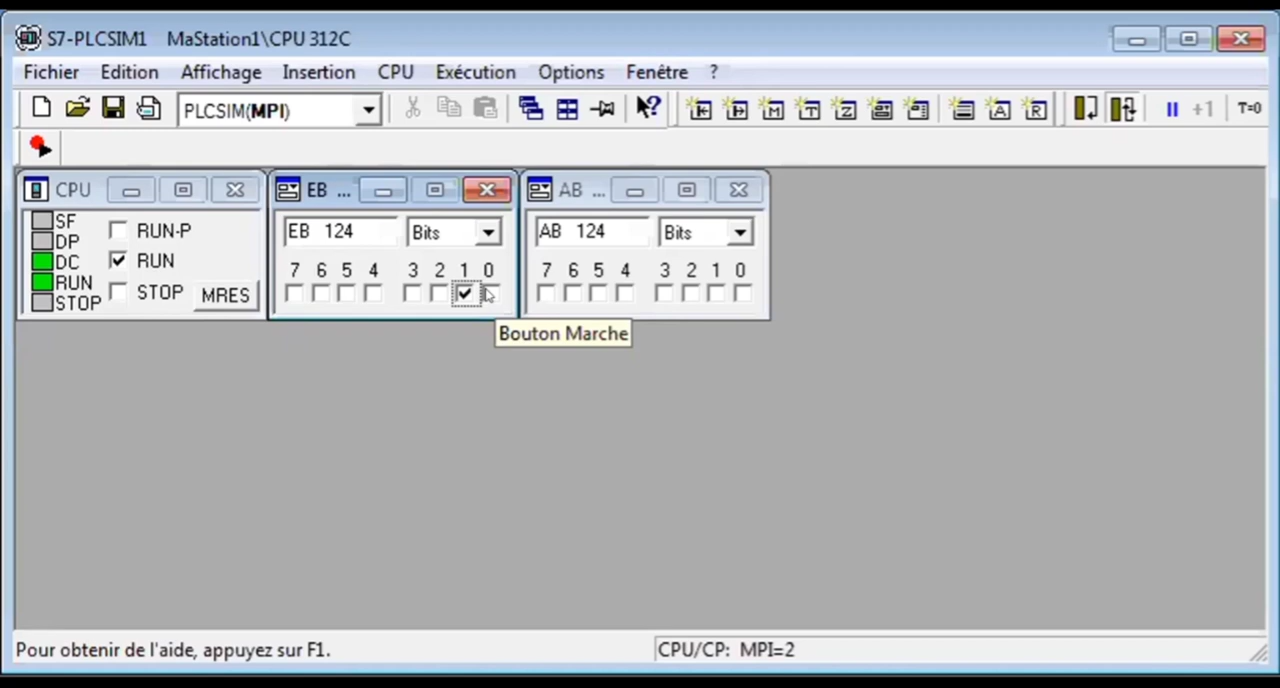 S7-PLCSIM1 MaStation1\CPU 312C
Fichier Edition Affichage Insertion CPU Exécution Options Fenêtre ?
PLCSIM(MPI) +1 T=0
CPU
SF
DP
DC
RUN
STOP
RUN-P
RUN
STOP
MRES
EB ...
EB 124 Bits
7 6 5 4 3 2 1 0
AB ...
AB 124 Bits
7 6 5 4 3 2 1 0
Bouton Marche
Pour obtenir de l'aide, appuyez sur F1.
CPU/CP: MPI=2